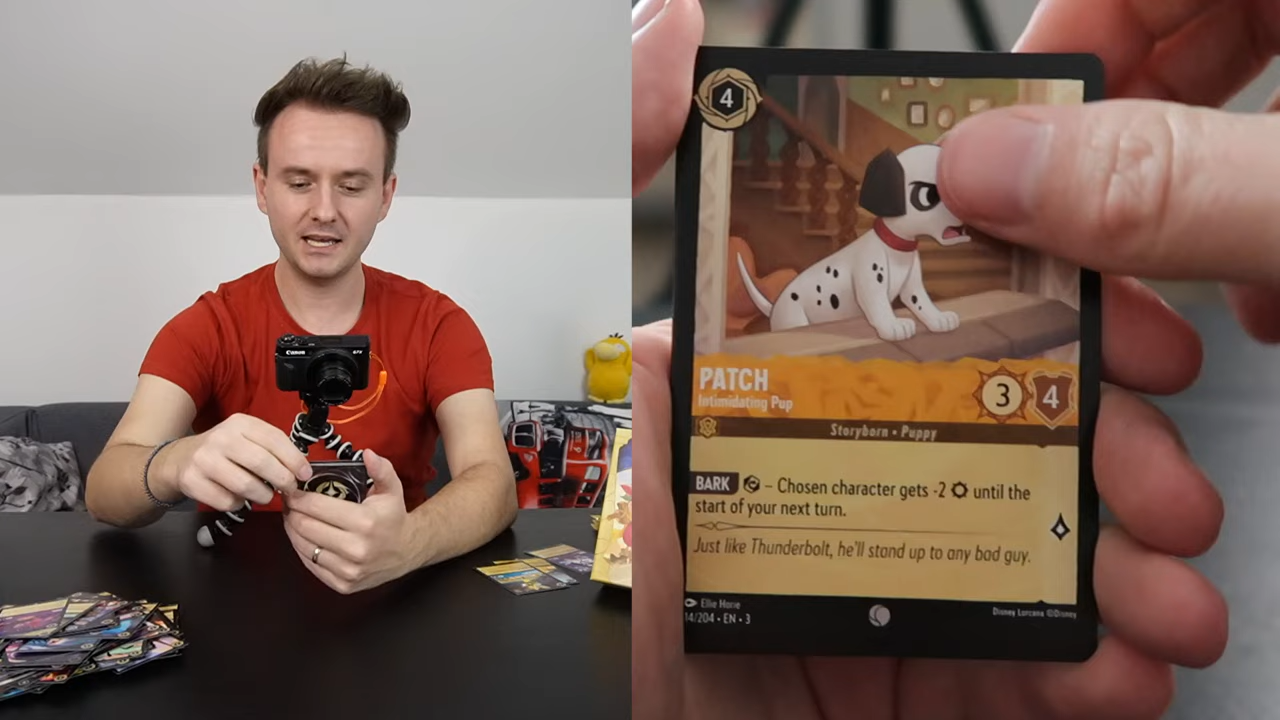 Canon
G7X
4
PATCH
Intimidating Pup
3
4
Storyborn • Puppy
BARK – Chosen character gets -2 until the
start of your next turn.
Just like Thunderbolt, he'll stand up to any bad guy.
Ellie Horie
14/204 • EN • 3
Disney Lorcana ©Disney